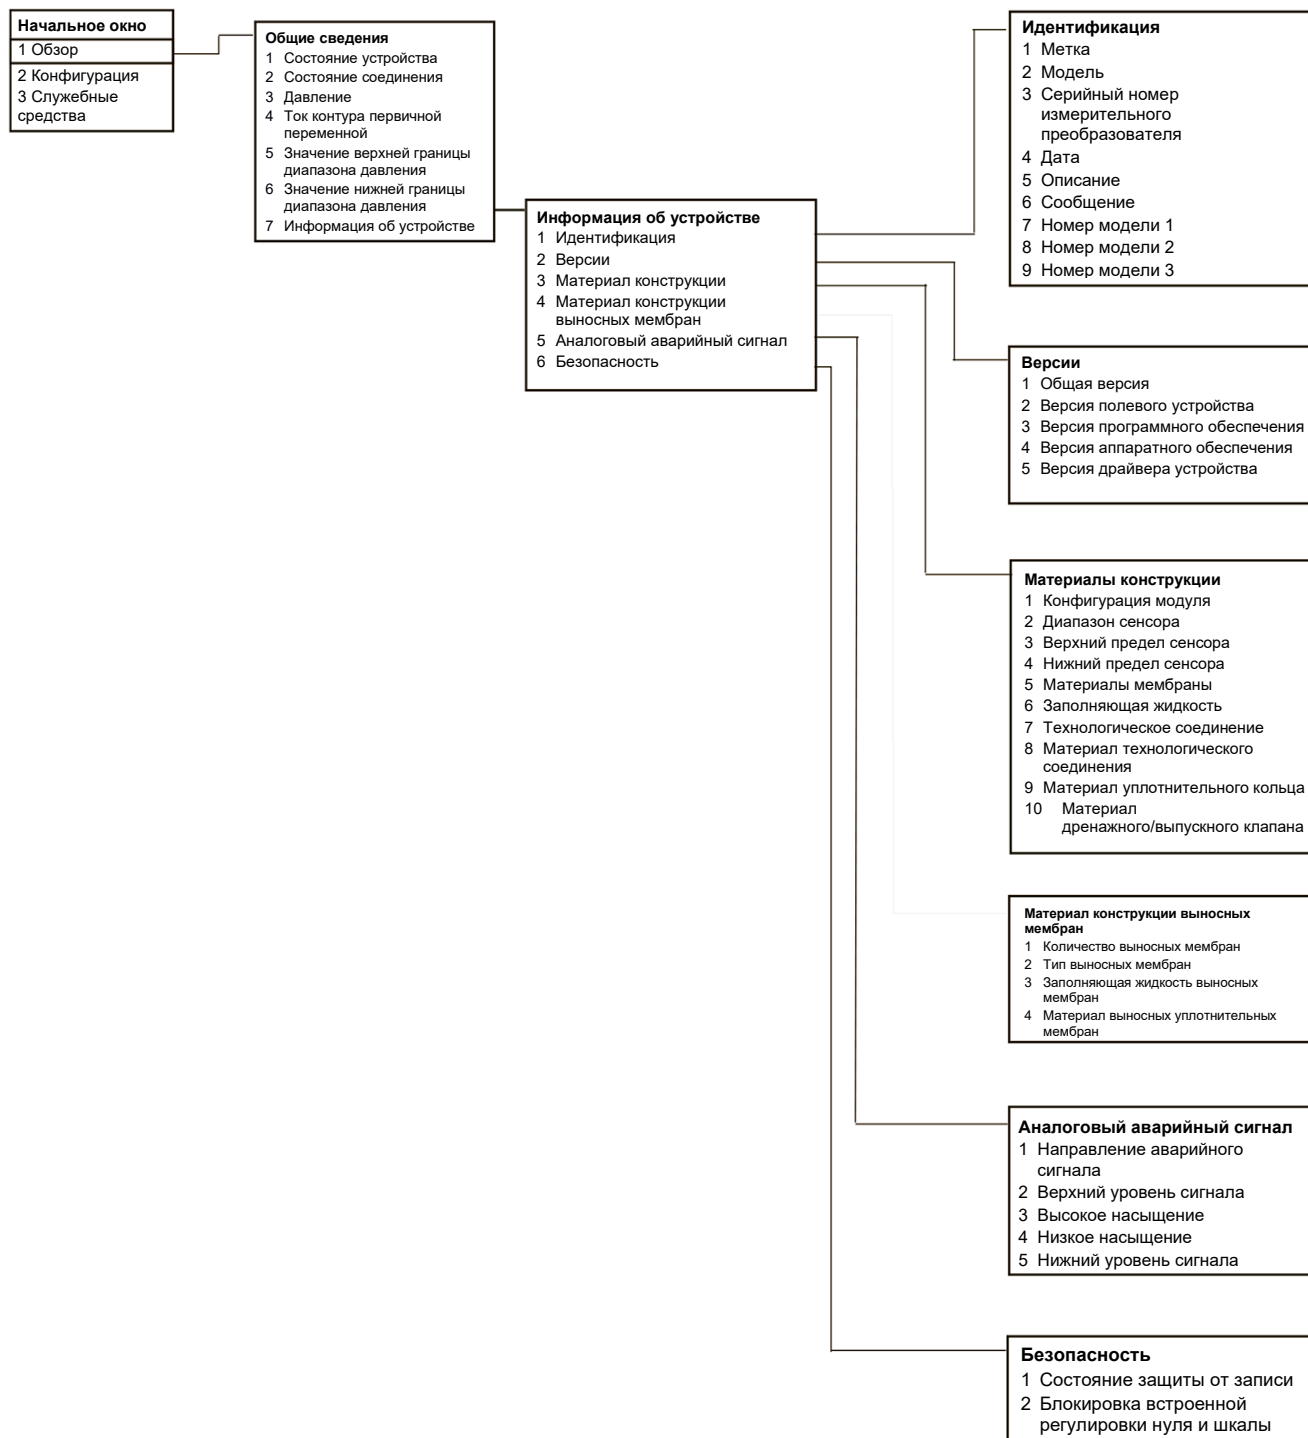 Начальное окно
1 Обзор
2 Конфигурация
3 Служебные
средства
Общие сведения
1 Состояние устройства
2 Состояние соединения
3 Давление
4 Ток контура первичной
переменной
5 Значение верхней границы
диапазона давления
6 Значение нижней границы
диапазона давления
7 Информация об устройстве
Информация об устройстве
1 Идентификация
2 Версии
3 Материал конструкции
4 Материал конструкции
выносных мембран
5 Аналоговый аварийный сигнал
6 Безопасность
Идентификация
1 Метка
2 Модель
3 Серийный номер
измерительного
преобразователя
4 Дата
5 Описание
6 Сообщение
7 Номер модели 1
8 Номер модели 2
9 Номер модели 3
Версии
1 Общая версия
2 Версия полевого устройства
3 Версия программного обеспечения
4 Версия аппаратного обеспечения
5 Версия драйвера устройства
Материалы конструкции
1 Конфигурация модуля
2 Диапазон сенсора
3 Верхний предел сенсора
4 Нижний предел сенсора
5 Материалы мембраны
6 Заполняющая жидкость
7 Технологическое соединение
8 Материал технологического
соединения
9 Материал уплотнительного кольца
10 Материал
дренажного/выпускного клапана
Материал конструкции выносных
мембран
1 Количество выносных мембран
2 Тип выносных мембран
3 Заполняющая жидкость выносных
мембран
4 Материал выносных уплотнительных
мембран
Аналоговый аварийный сигнал
1 Направление аварийного
сигнала
2 Верхний уровень сигнала
3 Высокое насыщение
4 Низкое насыщение
5 Нижний уровень сигнала
Безопасность
1 Состояние защиты от записи
2 Блокировка встроенной
регулировки нуля и шкалы